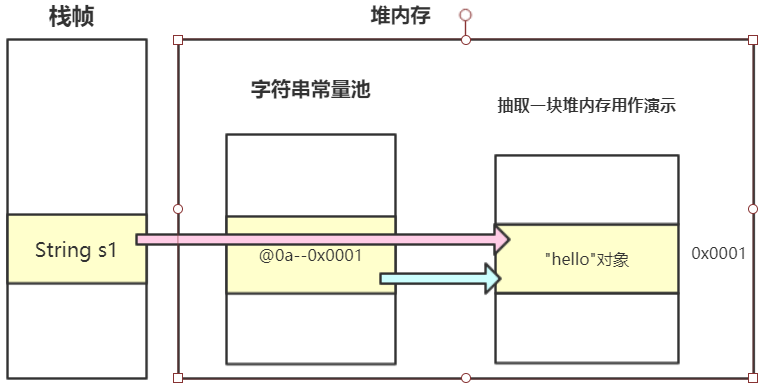 栈帧
堆内存
字符串常量池
抽取一块堆内存用作演示
String s1
@0a--0x0001
"hello"对象
0x0001